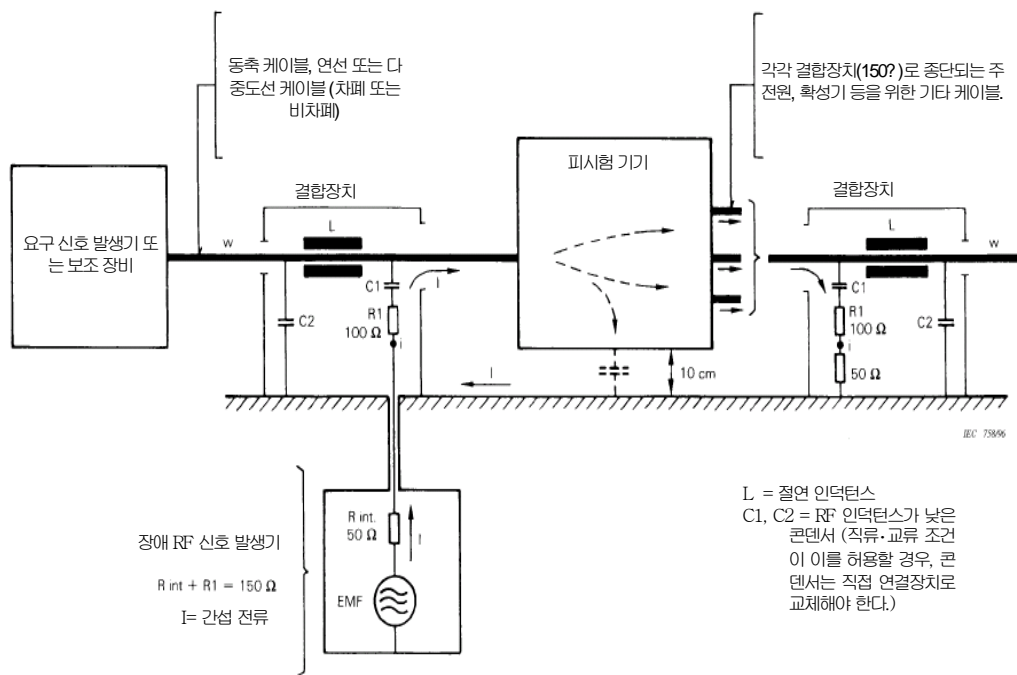 동축 케이블, 연선 또는 다
중도선 케이블 (차폐 또는
비차폐)
각각 결합장치(150?)로 종단되는 주
전원, 확성기 등을 위한 기타 케이블.
피시험 기기
결합장치
결합장치
L
L
요구 신호 발생기 또
는 보조 장비
w
w
C1
I
C1
C2
R1
100 Ω
R1
100 Ω
C2
i
50 Ω
I
10 cm
IEC 758/96
장애 RF 신호 발생기
R int + R1 = 150 Ω
I= 간섭 전류
R int.
50 Ω
I
EMF
L = 절연 인덕턴스
C1, C2 = RF 인덕턴스가 낮은
콘덴서 (직류·교류 조건
이 이를 허용할 경우, 콘
덴서는 직접 연결장치로
교체해야 한다.)